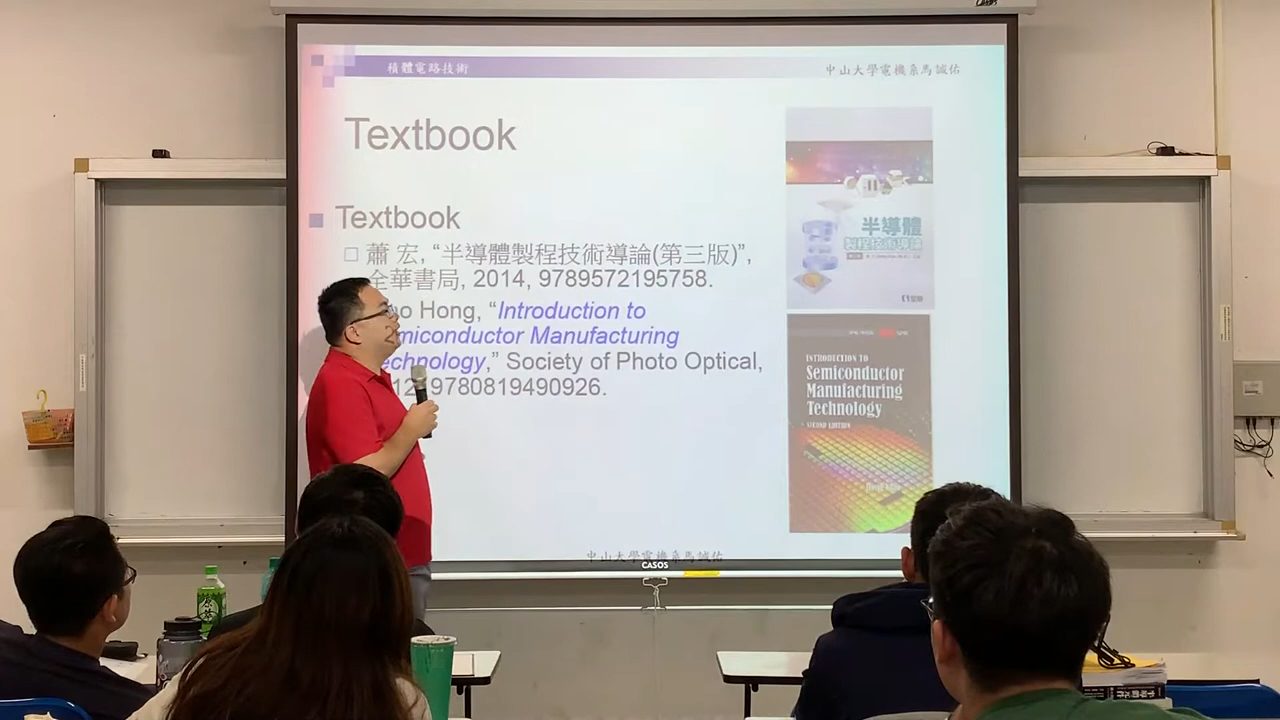 積體電路技術
中山大學電機系馬誠佑
Textbook
Textbook
蕭 宏, “半導體製程技術導論(第三版)”,
全華書局, 2014, 9789572195758.
Hong, “Introduction to
Semiconductor Manufacturing
Technology,” Society of Photo Optical,
9780819490926.
半導體
製程技術導論
INTRODUCTION TO
Semiconductor
Manufacturing
Technology
SECOND EDITION
中山大學電機系馬誠佑
CASOS